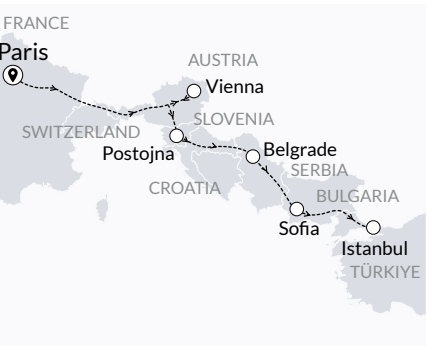 FRANCE
Paris
AUSTRIA
Vienna
SWITZERLAND
SLOVENIA
Postojna
Belgrade
SERBIA
CROATIA
BULGARIA
Sofia
Istanbul
TÜRKIYE